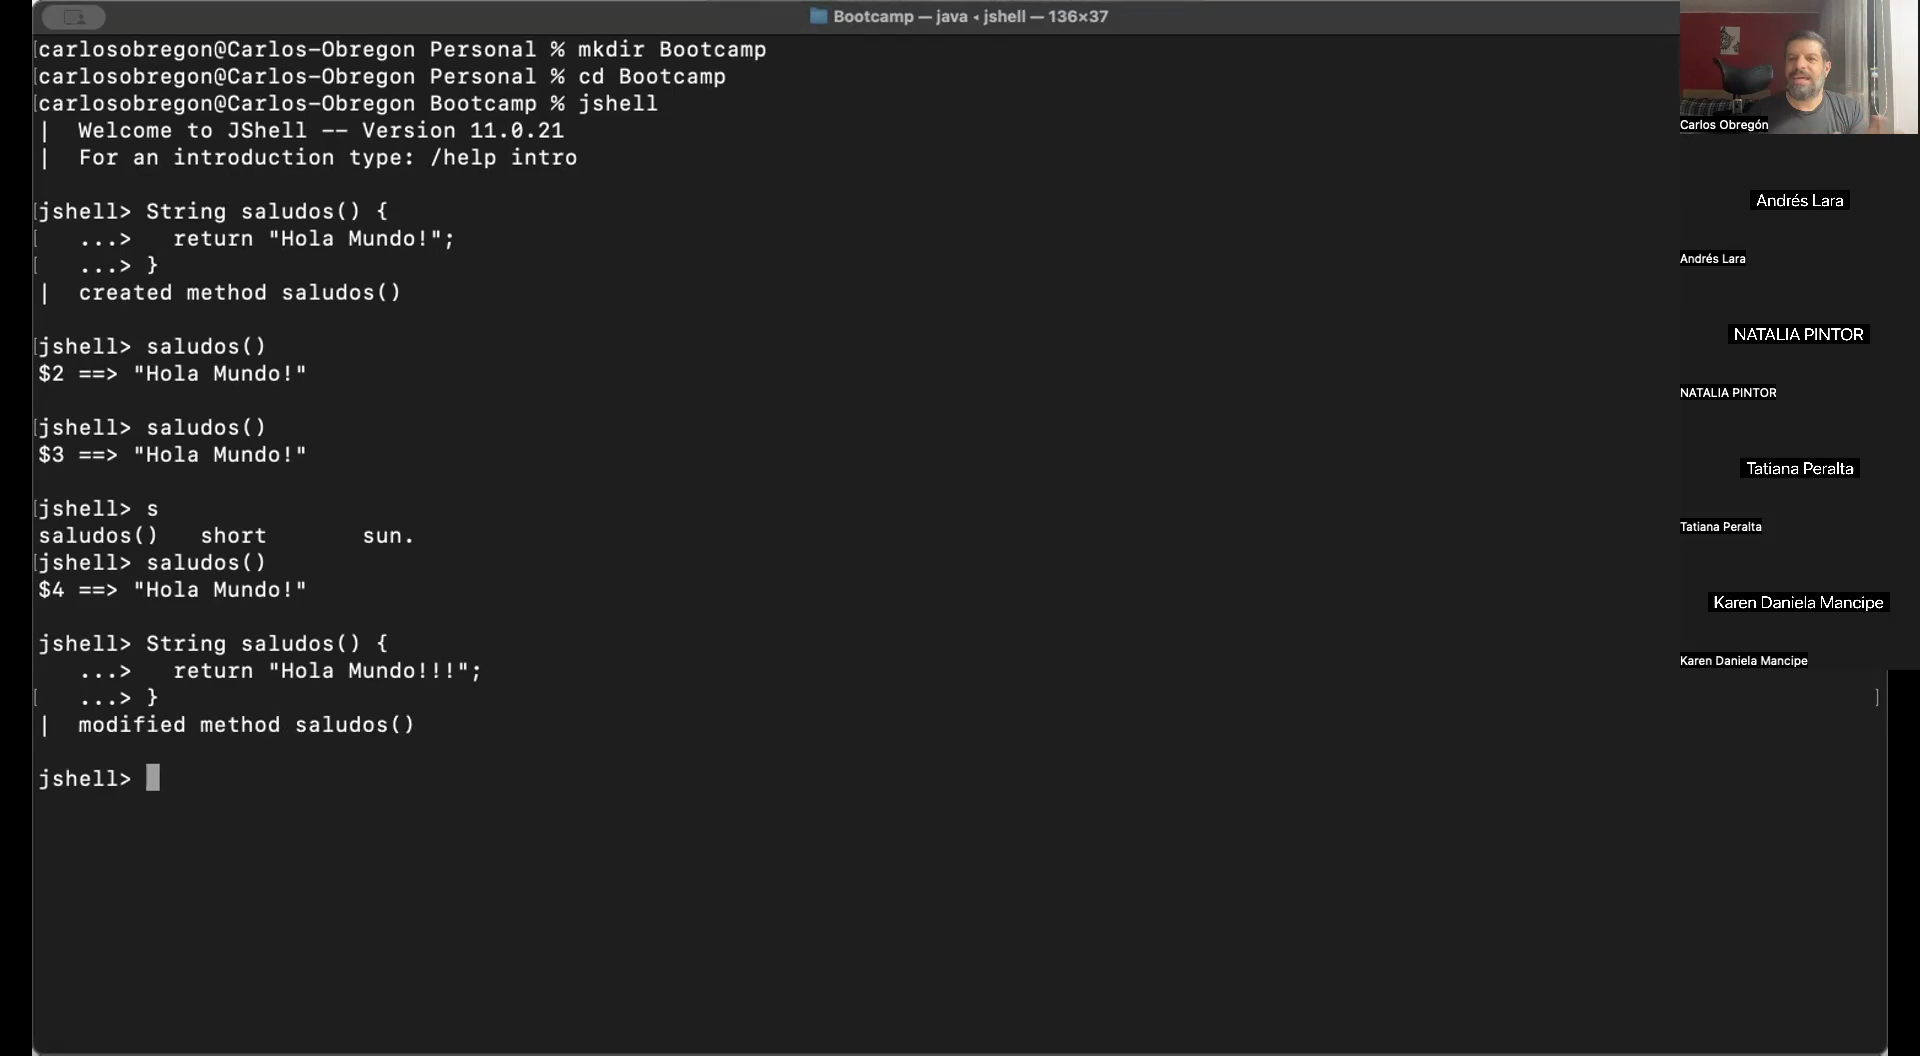 Bootcamp — java ◂ jshell — 136×37
carlosobregon@Carlos-Obregon Personal % mkdir Bootcamp
carlosobregon@Carlos-Obregon Personal % cd Bootcamp
carlosobregon@Carlos-Obregon Bootcamp % jshell
|  Welcome to JShell -- Version 11.0.21
|  For an introduction type: /help intro
jshell> String saludos() {
...>   return "Hola Mundo!";
...> }
|  created method saludos()
jshell> saludos()
$2 ==> "Hola Mundo!"
jshell> saludos()
$3 ==> "Hola Mundo!"
jshell> s
saludos()   short       sun.
jshell> saludos()
$4 ==> "Hola Mundo!"
jshell> String saludos() {
...>   return "Hola Mundo!!!";
...> }
|  modified method saludos()
jshell>
Carlos Obregón
Andrés Lara
Andrés Lara
NATALIA PINTOR
NATALIA PINTOR
Tatiana Peralta
Tatiana Peralta
Karen Daniela Mancipe
Karen Daniela Mancipe